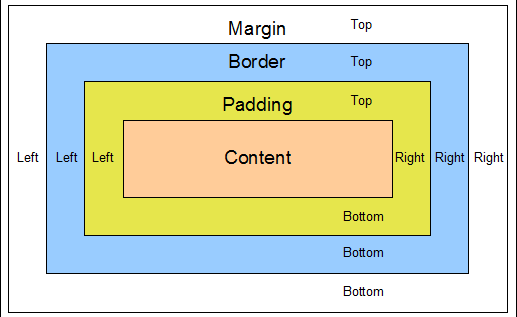 Margin Top
Border Top
Padding Top
Left Left Left Content Right Right Right
Bottom
Bottom
Bottom